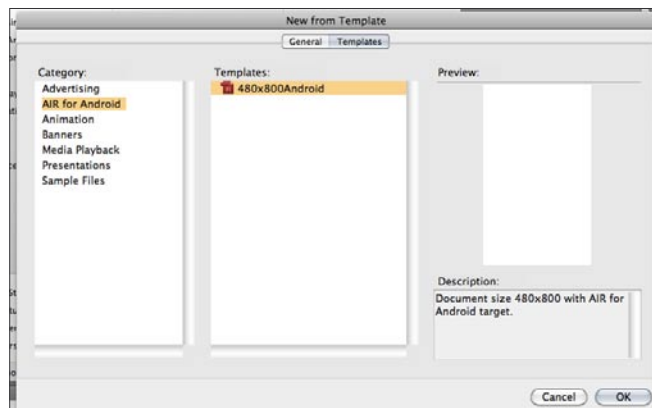 New from Template
General Templates
Category:
Advertising
AIR for Android
Animation
Banners
Media Playback
Presentations
Sample Files
Templates:
480x800Android
Preview:
Description:
Document size 480x800 with AIR for
Android target.
Cancel OK